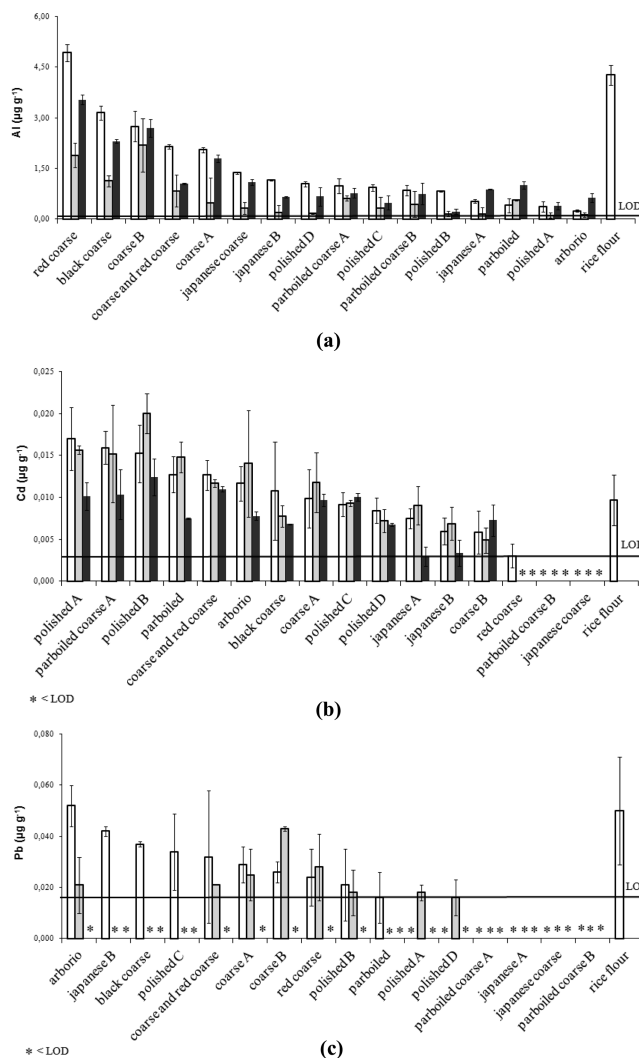 6,00
4,50
3,00
1,50
0,00
Al (µg g⁻¹)
LOD
red coarse
black coarse
coarse B
coarse and red coarse
coarse A
japanese coarse
japanese B
polished D
parboiled coarse A
polished C
parboiled coarse B
polished B
japanese A
parboiled
polished A
arborio
rice flour
(a)
0,025
0,020
0,015
0,010
0,005
0,000
Cd (µg g⁻¹)
LOD
* * * * * * * *
polished A
parboiled coarse A
polished B
parboiled
coarse and red coarse
arborio
black coarse
coarse A
polished C
polished D
japanese A
japanese B
coarse B
red coarse
parboiled coarse B
japanese coarse
rice flour
* < LOD
(b)
0,080
0,060
0,040
0,020
0,000
Pb (µg g⁻¹)
LO
* * * * * * * * * * * * * * * * * * * * * * * * * * * * *
arborio
japanese B
black coarse
polished C
coarse and red coarse
coarse A
coarse B
red coarse
polished B
parboiled
polished A
polished D
parboiled coarse A
japanese A
japanese coarse
parboiled coarse B
rice flour
* < LOD
(c)